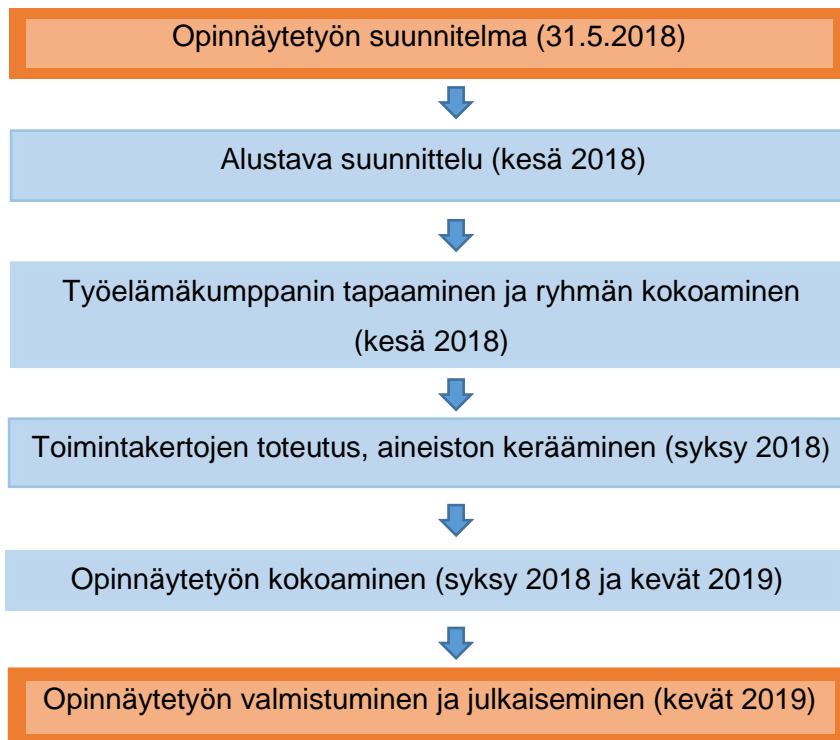 Opinnäytetyön suunnitelma (31.5.2018)
Alustava suunnittelu (kesä 2018)
Työelämäkumppanin tapaaminen ja ryhmän kokoaminen
(kesä 2018)
Toimintakertojen toteutus, aineiston kerääminen (syksy 2018)
Opinnäytetyön kokoaminen (syksy 2018 ja kevät 2019)
Opinnäytetyön valmistuminen ja julkaiseminen (kevät 2019)